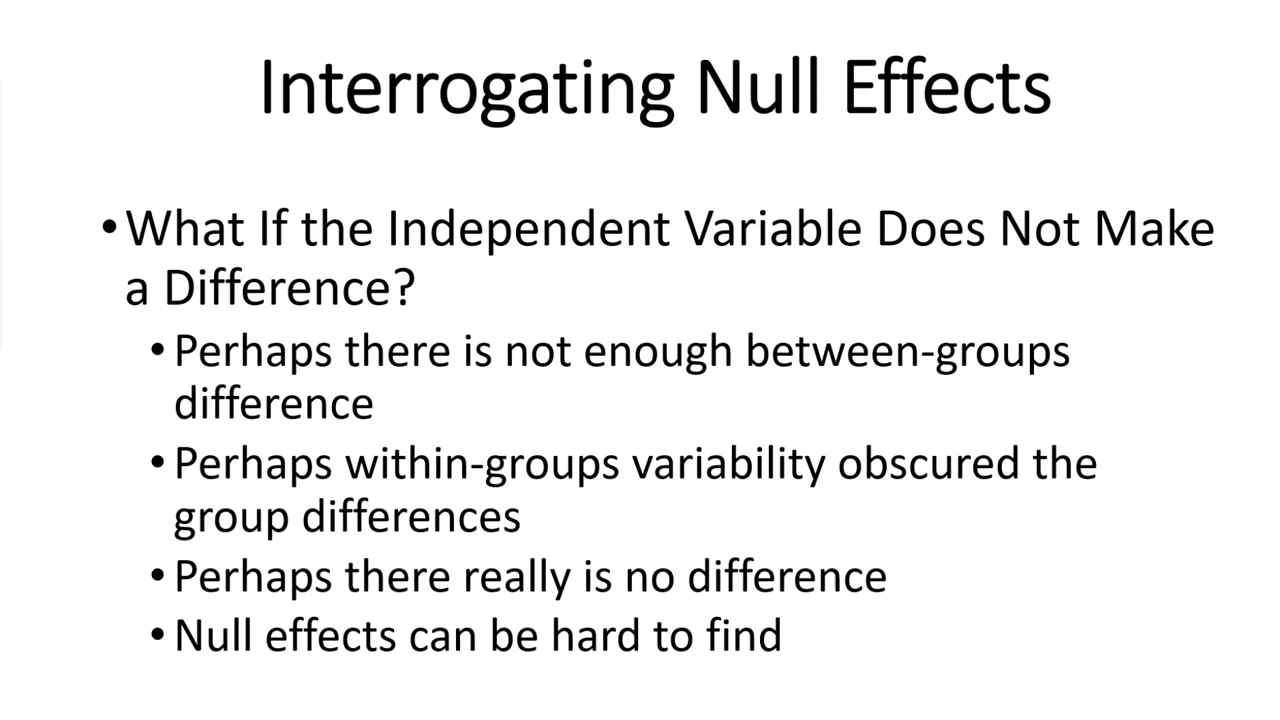 Interrogating Null Effects
•What If the Independent Variable Does Not Make
a Difference?
•Perhaps there is not enough between-groups
difference
•Perhaps within-groups variability obscured the
group differences
•Perhaps there really is no difference
•Null effects can be hard to find